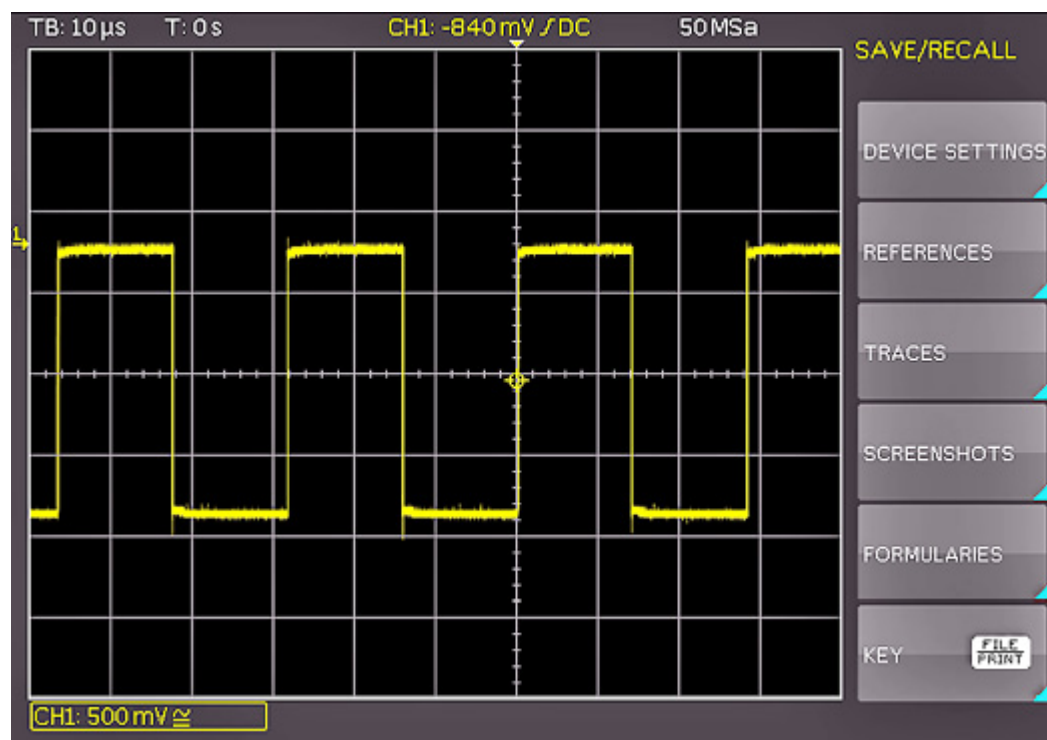 TB: 10 µs T: 0 s CH1: -840 mV ⎍ DC 50 MSa
SAVE/RECALL
DEVICE SETTINGS
1
REFERENCES
TRACES
SCREENSHOTS
FORMULARIES
KEY FILE
PRINT
CH1: 500 mV ≅